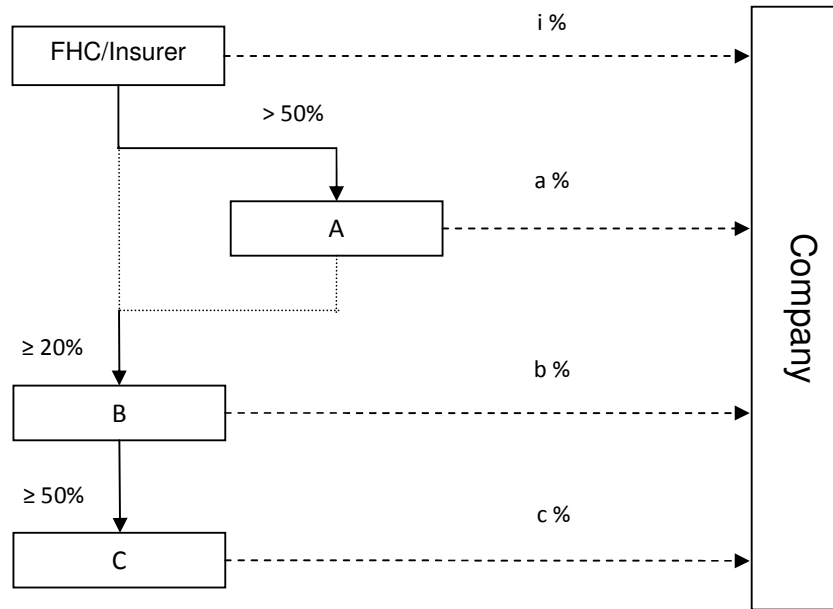 i %
FHC/Insurer
> 50%
a %
A
Company
≥ 20%
b %
B
≥ 50%
c %
C